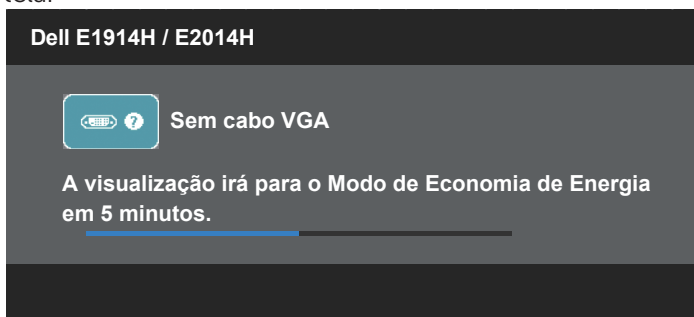 Dell E1914H / E2014H
Sem cabo VGA
A visualização irá para o Modo de Economia de Energia
em 5 minutos.